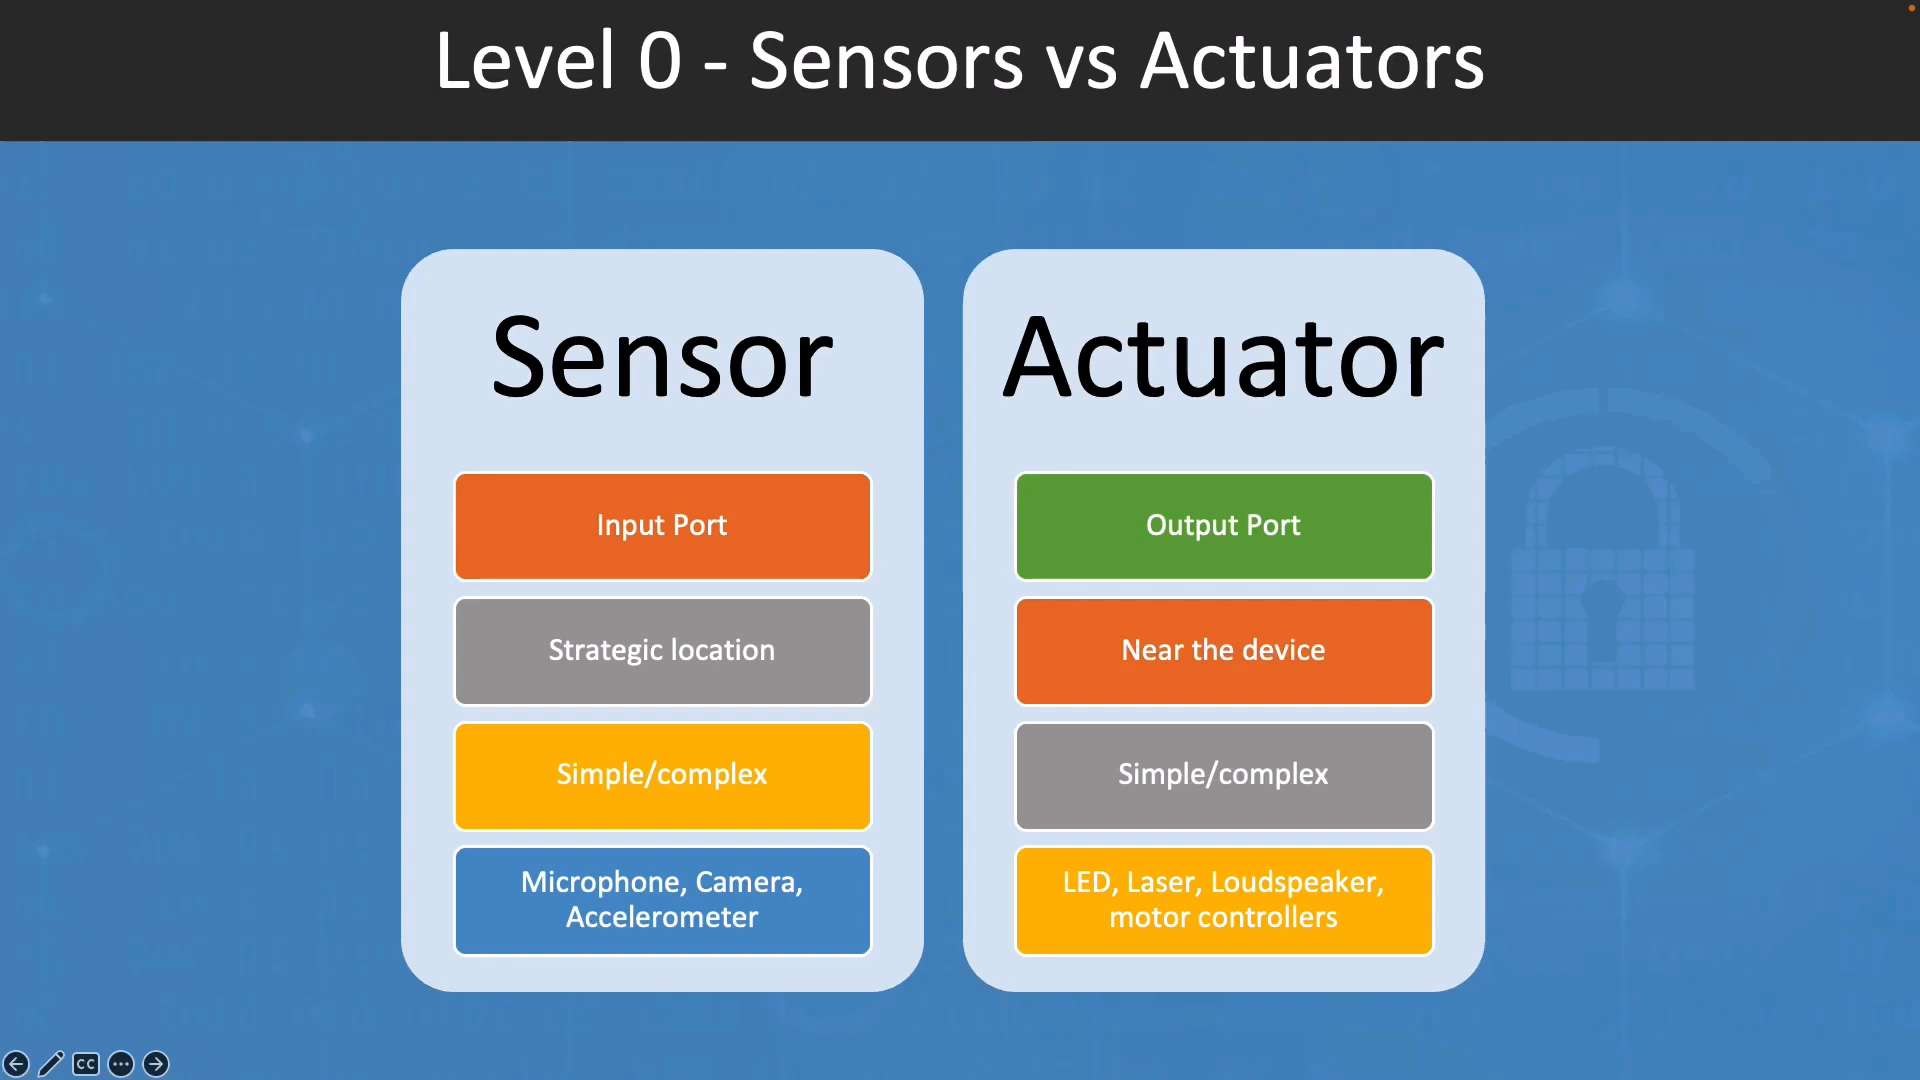 Level 0 - Sensors vs Actuators
Sensor
Input Port
Strategic location
Simple/complex
Microphone, Camera,
Accelerometer
Actuator
Output Port
Near the device
Simple/complex
LED, Laser, Loudspeaker,
motor controllers
CC